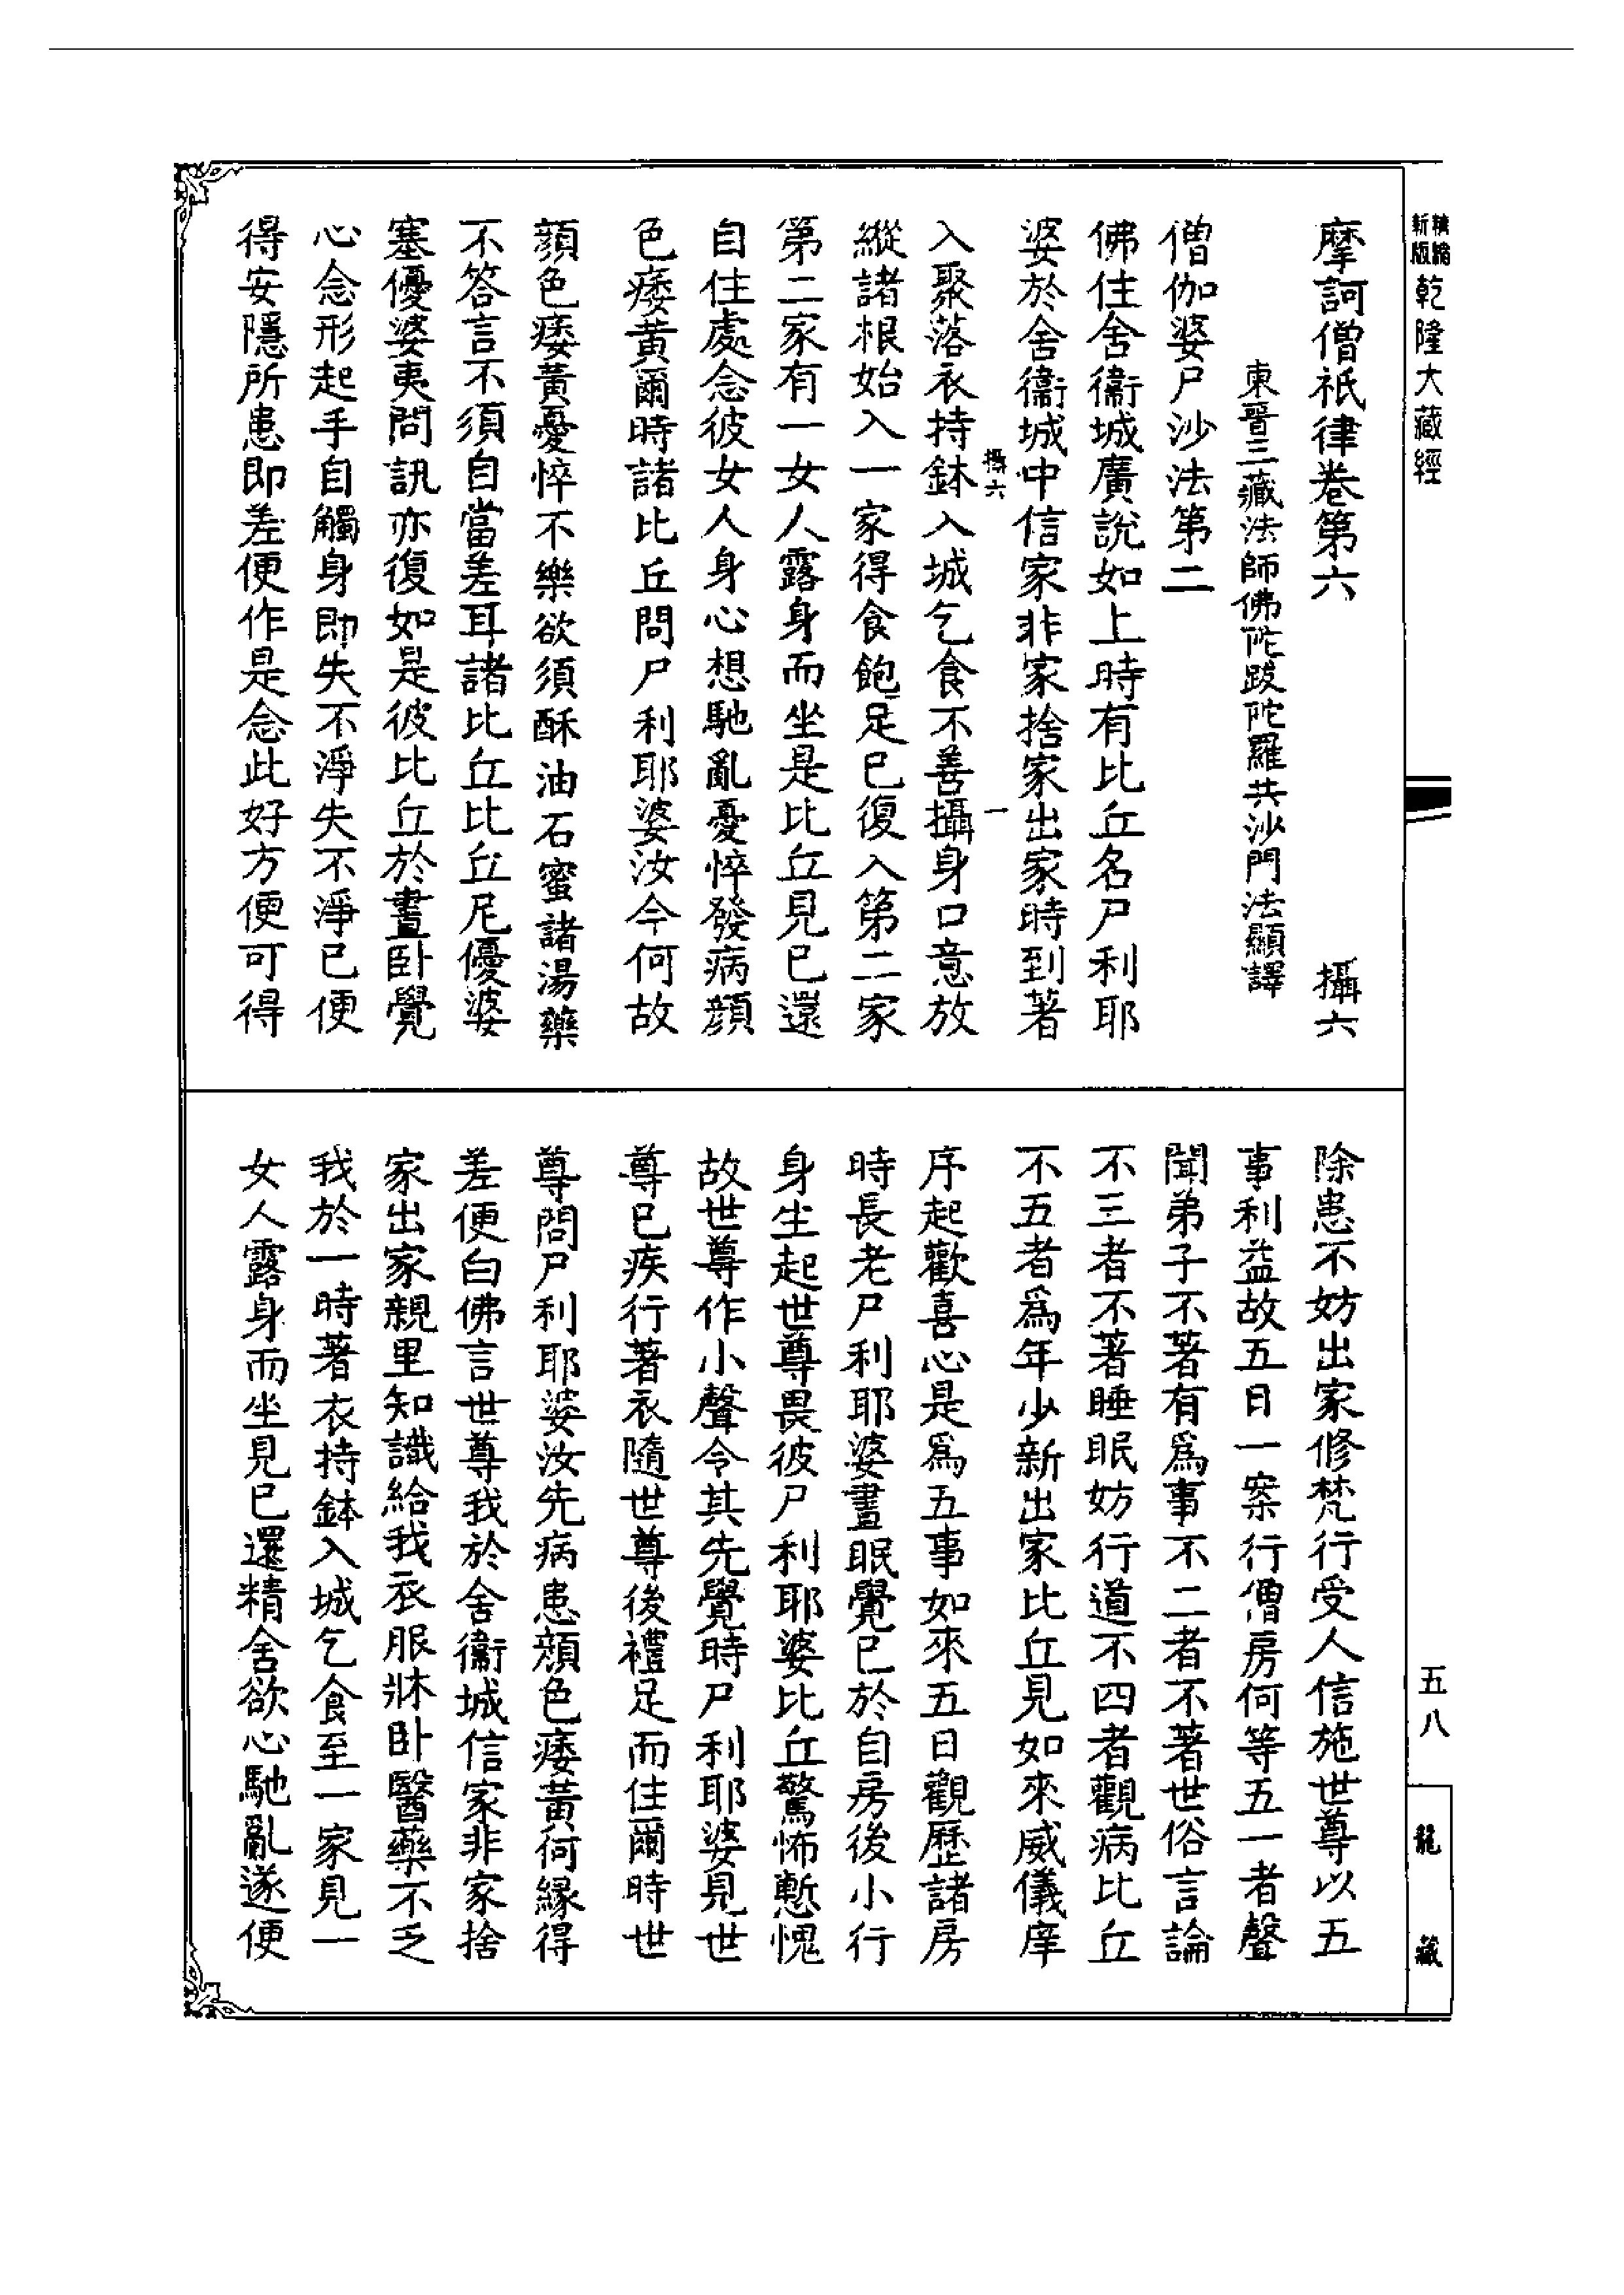 新版精縮乾隆大藏經
五八
龍藏
摩訶僧祇律卷第六 攝六
東晉三藏法師佛陀跋陀羅共沙門法顯譯
僧伽婆尸沙法第二
佛住舍衞城廣說如上時有比丘名尸利耶
婆於舍衞城中信家非家捨家出家時到著
攝六 一
入聚落衣持鉢入城乞食不善攝身口意放
縱諸根始入一家得食飽足已復入第二家
第二家有一女人露身而坐是比丘見已還
自住處念彼女人身心想馳亂憂悴發病顔
色痿黃爾時諸比丘問尸利耶婆汝今何故
顔色痿黃憂悴不樂欲須酥油石蜜諸湯藥
不答言不須自當差耳諸比丘比丘尼優婆
塞優婆夷問訊亦復如是彼比丘於晝臥覺
心念形起手自觸身即失不淨失不淨已便
得安隱所患即差便作是念此好方便可得
除患不妨出家修梵行受人信施世尊以五
事利益故五日一案行僧房何等五一者聲
聞弟子不著有爲事不二者不著世俗言論
不三者不著睡眠妨行道不四者觀病比丘
不五者爲年少新出家比丘見如來威儀庠
序起歡喜心是爲五事如來五日觀歷諸房
時長老尸利耶婆晝眠覺已於自房後小行
身坐起世尊畏彼尸利耶婆比丘驚怖慙愧
故世尊作小聲令其先覺時尸利耶婆見世
尊已疾行著衣隨世尊後禮足而住爾時世
尊問尸利耶婆汝先病患顔色痿黃何緣得
差便白佛言世尊我於舍衞城信家非家捨
家出家親里知識給我衣服牀臥醫藥不乏
我於一時著衣持鉢入城乞食至一家見一
女人露身而坐見已還精舍欲心馳亂遂便